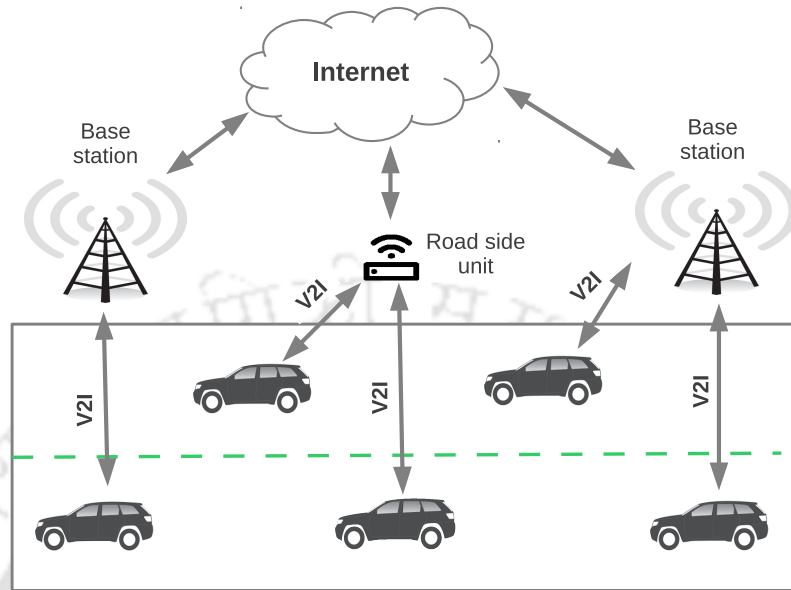 Internet
Base
station
Base
station
Road side
unit
V2I
V2I
V2I
V2I
V2I